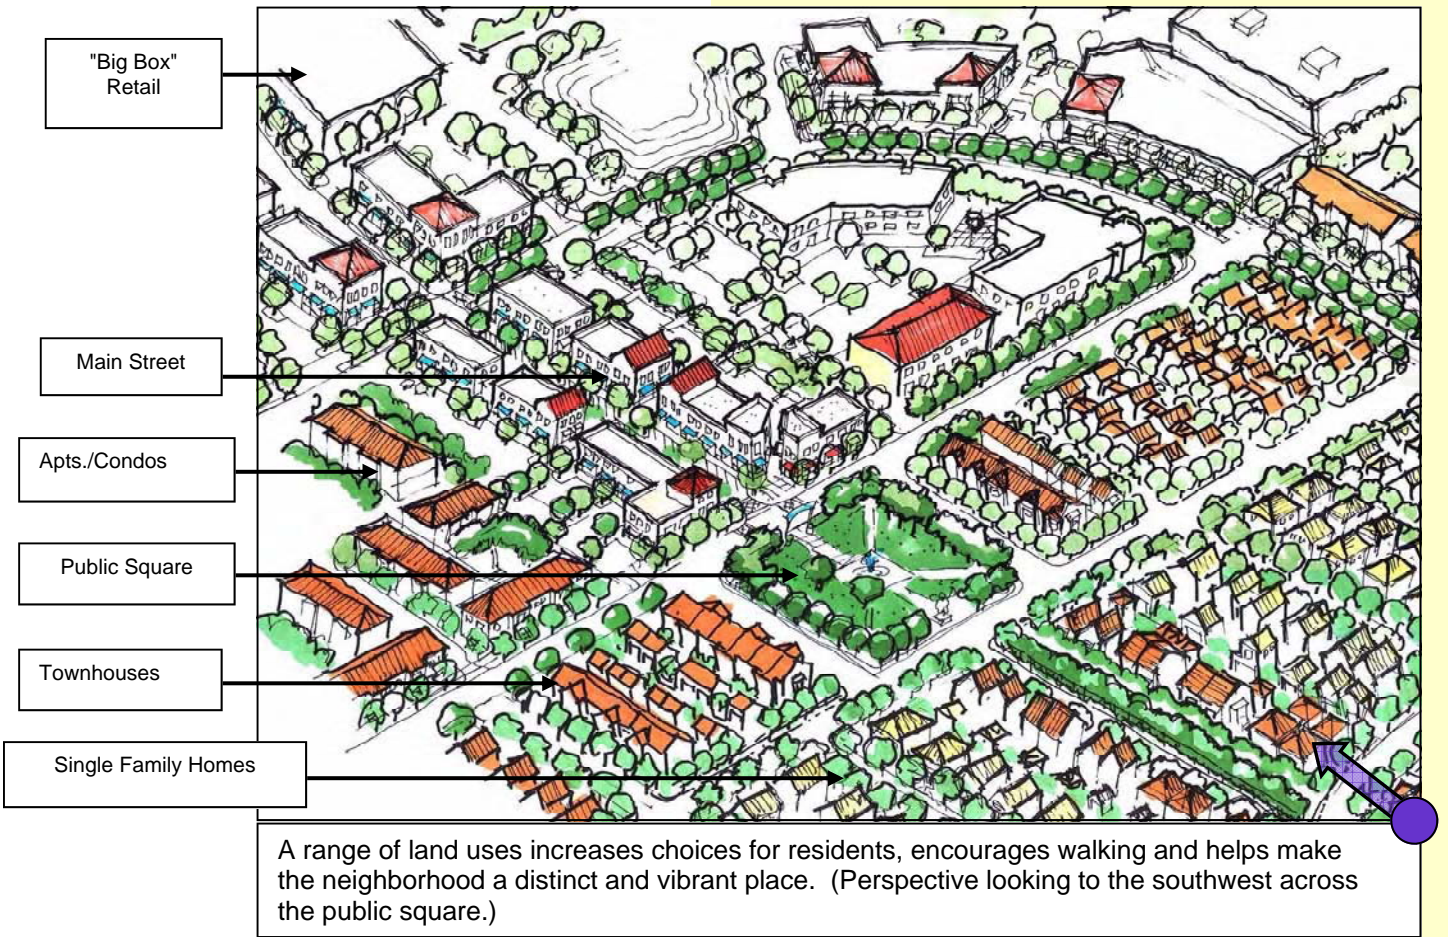 "Big Box"
Retail
Main Street
Apts./Condos
Public Square
Townhouses
Single Family Homes
A range of land uses increases choices for residents, encourages walking and helps make
the neighborhood a distinct and vibrant place.  (Perspective looking to the southwest across
the public square.)